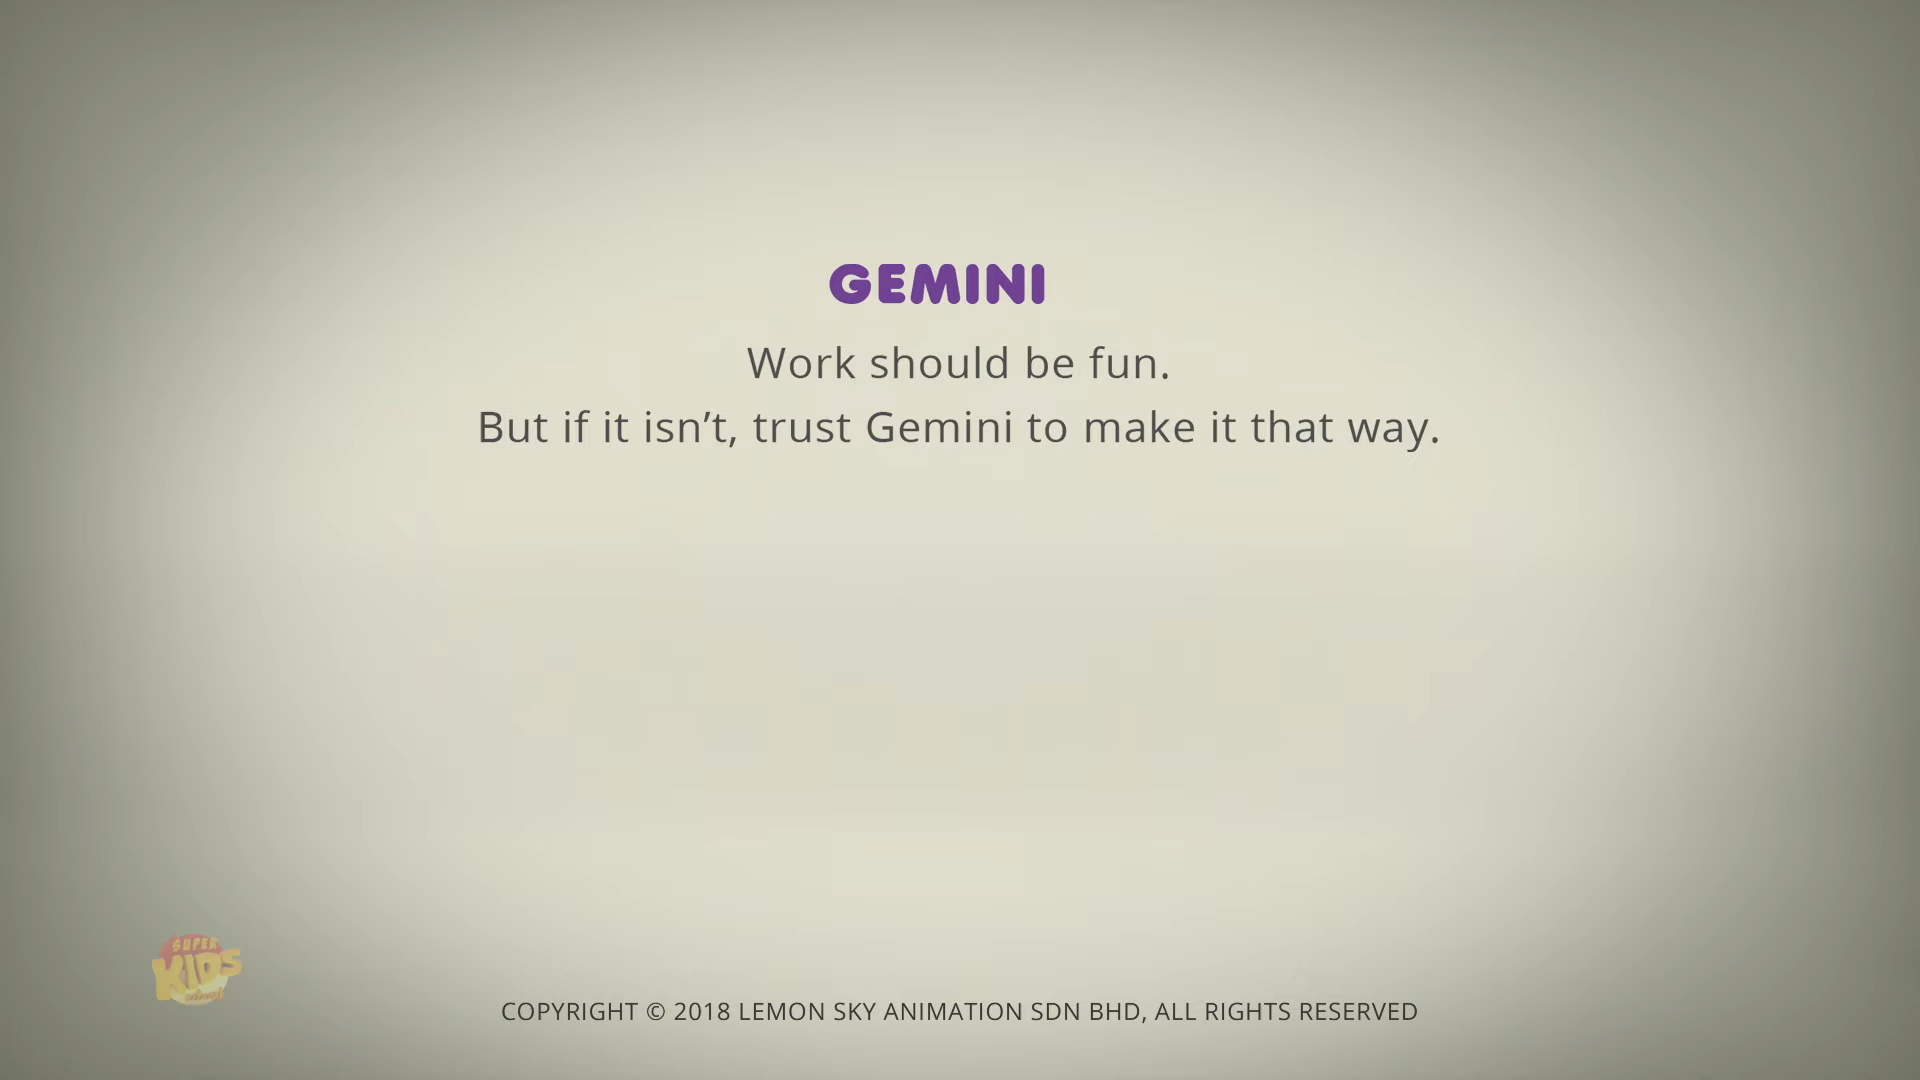 GEMINI
Work should be fun.
But if it isn’t, trust Gemini to make it that way.
SUPER
KIDS
COPYRIGHT © 2018 LEMON SKY ANIMATION SDN BHD, ALL RIGHTS RESERVED